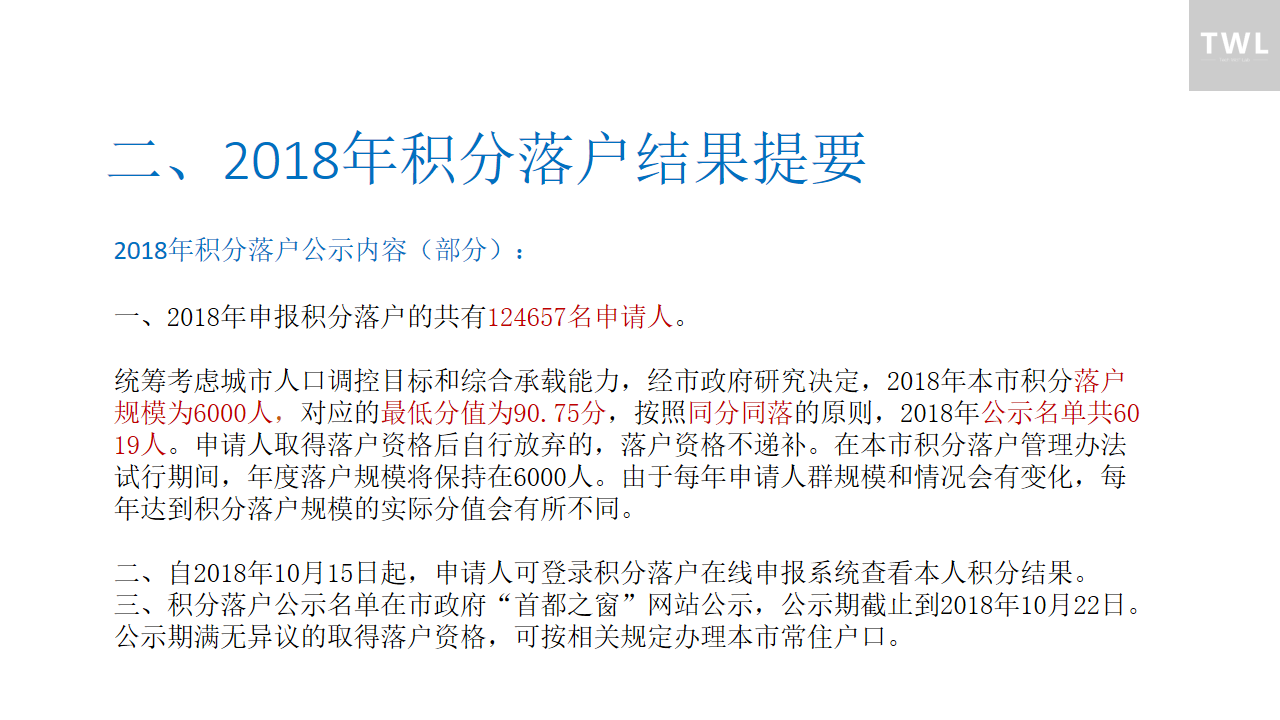 TWL
二、2018年积分落户结果提要
2018年积分落户公示内容（部分）：
一、2018年申报积分落户的共有124657名申请人。
统筹考虑城市人口调控目标和综合承载能力，经市政府研究决定，2018年本市积分落户
规模为6000人，对应的最低分值为90.75分，按照同分同落的原则，2018年公示名单共60
19人。申请人取得落户资格后自行放弃的，落户资格不递补。在本市积分落户管理办法
试行期间，年度落户规模将保持在6000人。由于每年申请人群规模和情况会有变化，每
年达到积分落户规模的实际分值会有所不同。
二、自2018年10月15日起，申请人可登录积分落户在线申报系统查看本人积分结果。
三、积分落户公示名单在市政府“首都之窗”网站公示，公示期截止到2018年10月22日。
公示期满无异议的取得落户资格，可按相关规定办理本市常住户口。